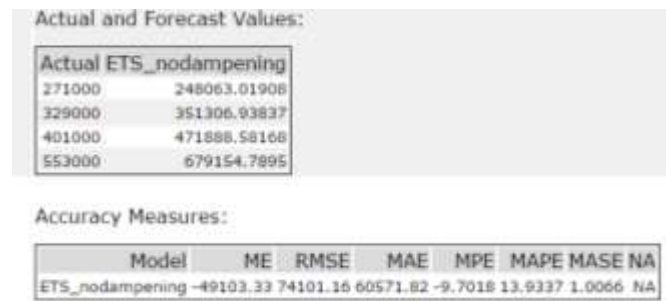 Actual and Forecast Values:
Actual ETS_nodampening
271000 248063.01908
329000 351306.93837
401000 471888.58168
553000 679154.7895
Accuracy Measures:
Model ME RMSE MAE MPE MAPE MASE NA
ETS_nodampening -49103.33 74101.16 60571.82 -9.7018 13.9337 1.0066 NA